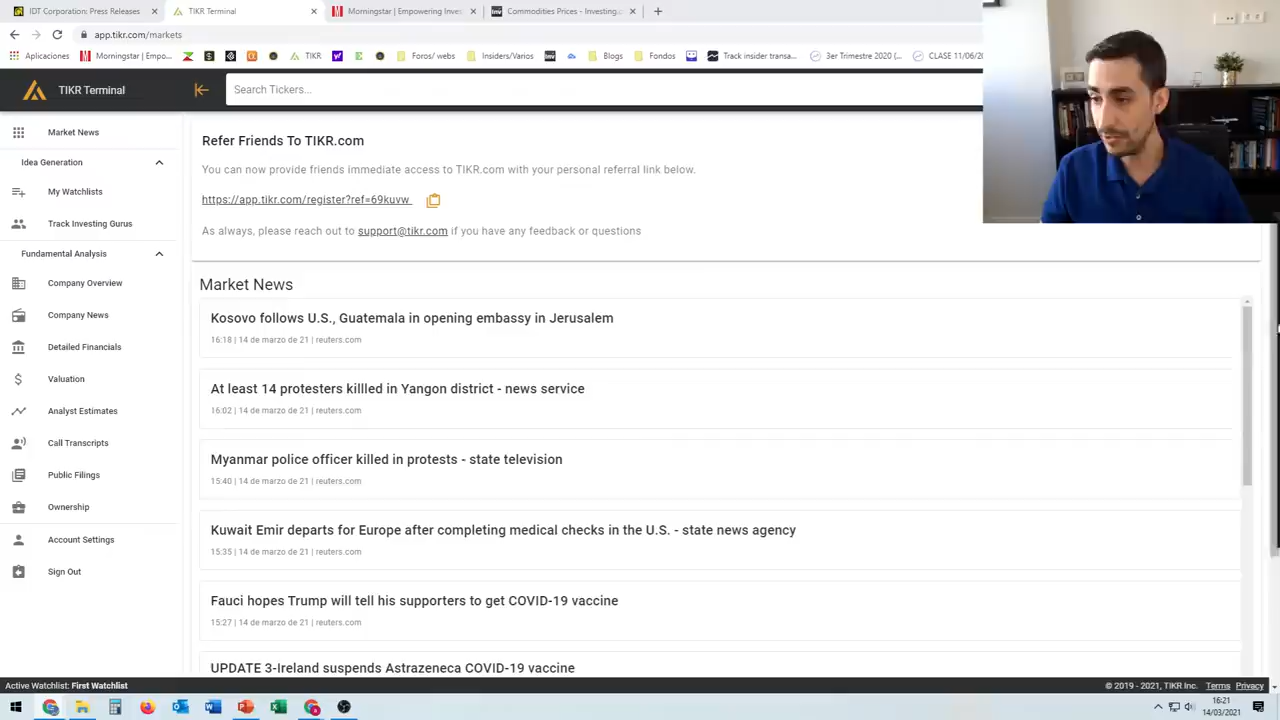 IDT Corporation: Press Releases
TIKR Terminal
Morningstar | Empowering Inves
Commodities Prices - Investing.c
app.tikr.com/markets
Aplicaciones
Morningstar | Empo...
TIKR
Foros/ webs
Insiders/Varios
Blogs
Fondos
Track insider transa...
3er Trimestre 2020 (...
CLASE 11/06/20
TIKR Terminal
Search Tickers...
Market News
Idea Generation
My Watchlists
Track Investing Gurus
Fundamental Analysis
Company Overview
Company News
Detailed Financials
Valuation
Analyst Estimates
Call Transcripts
Public Filings
Ownership
Account Settings
Sign Out
Refer Friends To TIKR.com
You can now provide friends immediate access to TIKR.com with your personal referral link below.
https://app.tikr.com/register?ref=69kuvw
As always, please reach out to support@tikr.com if you have any feedback or questions
Market News
Kosovo follows U.S., Guatemala in opening embassy in Jerusalem
16:18 | 14 de marzo de 21 | reuters.com
At least 14 protesters killled in Yangon district - news service
16:02 | 14 de marzo de 21 | reuters.com
Myanmar police officer killed in protests - state television
15:40 | 14 de marzo de 21 | reuters.com
Kuwait Emir departs for Europe after completing medical checks in the U.S. - state news agency
15:35 | 14 de marzo de 21 | reuters.com
Fauci hopes Trump will tell his supporters to get COVID-19 vaccine
15:27 | 14 de marzo de 21 | reuters.com
UPDATE 3-Ireland suspends Astrazeneca COVID-19 vaccine
Active Watchlist: First Watchlist
© 2019 - 2021, TIKR Inc. Terms Privacy
16:21
14/03/2021